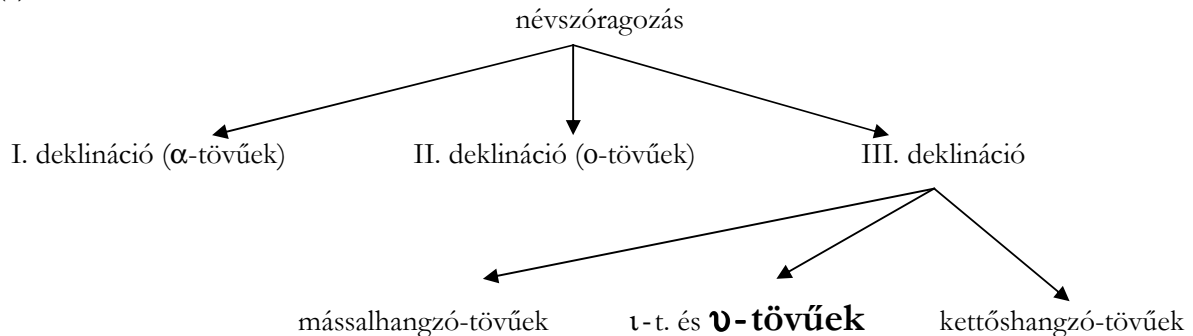 névszóragozás
I. deklináció (α-tövűek) II. deklináció (ο-tövűek) III. deklináció
mássalhangzó-tövűek ι-t. és υ-tövűek kettőshangzó-tövűek